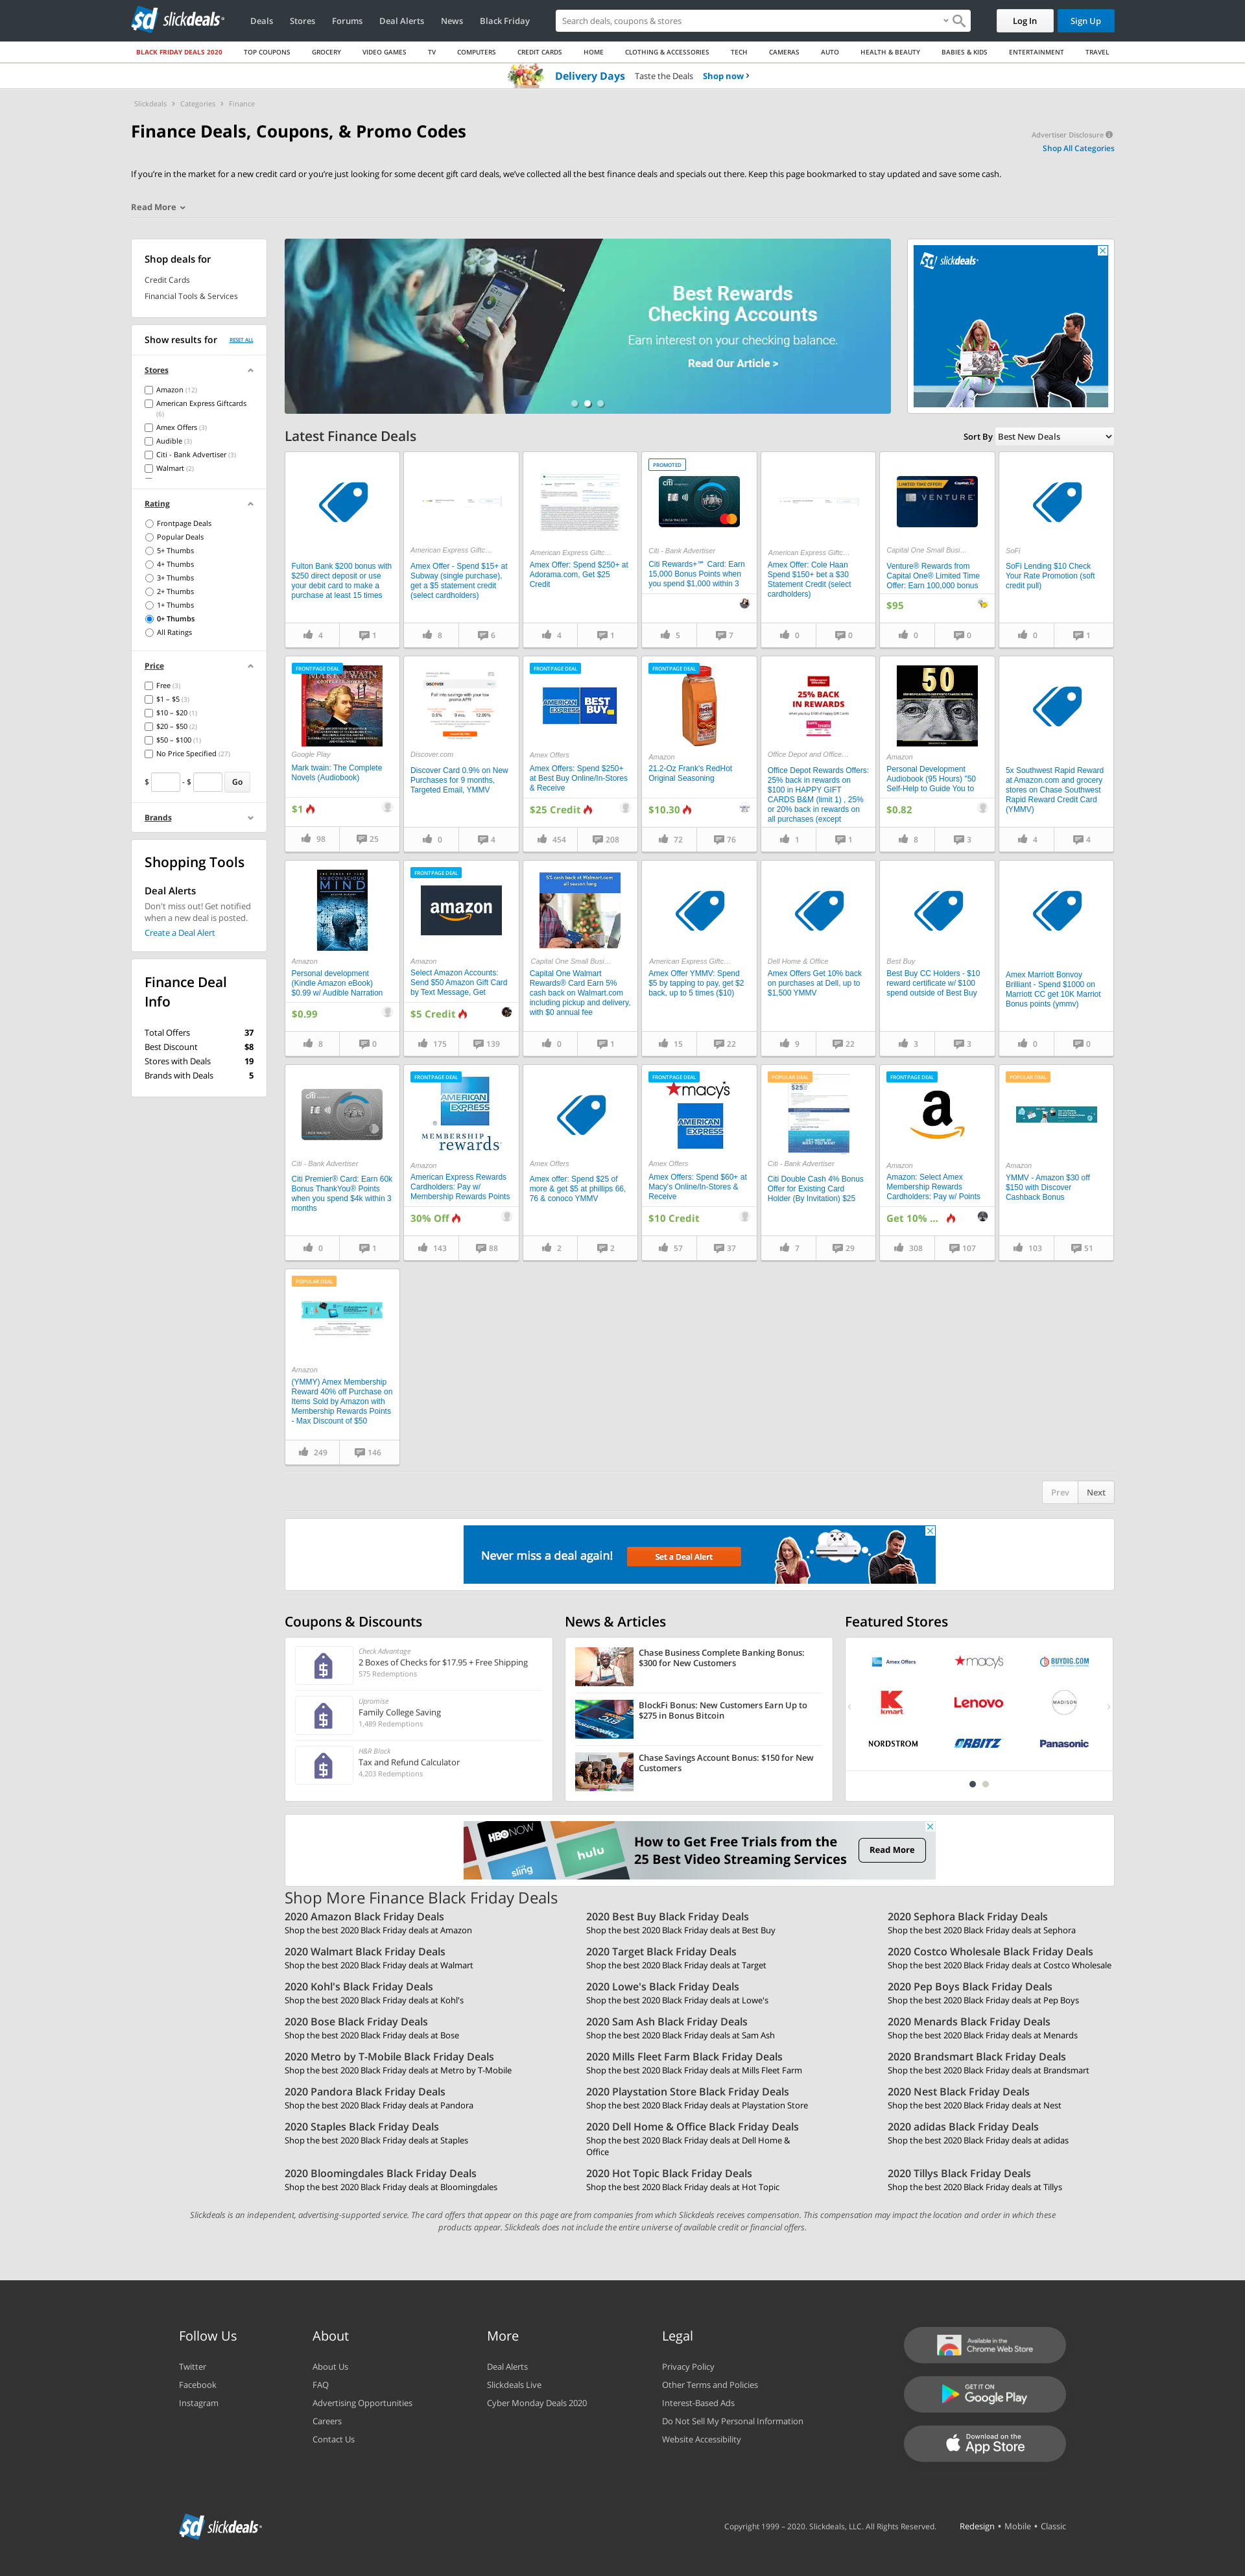 slickdeals
Deals
Stores
Forums
Deal Alerts
News
Black Friday
Search deals, coupons & stores
Log In
Sign Up
BLACK FRIDAY DEALS 2020
TOP COUPONS
GROCERY
VIDEO GAMES
TV
COMPUTERS
CREDIT CARDS
HOME
CLOTHING & ACCESSORIES
TECH
CAMERAS
AUTO
HEALTH & BEAUTY
BABIES & KIDS
ENTERTAINMENT
TRAVEL
Delivery Days Taste the Deals Shop now ›
Slickdeals › Categories › Finance
Finance Deals, Coupons, & Promo Codes
Advertiser Disclosure
Shop All Categories
If you're in the market for a new credit card or you're just looking for some decent gift card deals, we've collected all the best finance deals and specials out there. Keep this page bookmarked to stay updated and save some cash.
Read More
Shop deals for
Credit Cards
Financial Tools & Services
Show results for
RESET ALL
Stores
Amazon (12)
American Express Giftcards
(6)
Amex Offers (3)
Audible (3)
Citi - Bank Advertiser (3)
Walmart (2)
Rating
Frontpage Deals
Popular Deals
5+ Thumbs
4+ Thumbs
3+ Thumbs
2+ Thumbs
1+ Thumbs
0+ Thumbs
All Ratings
Price
Free (3)
$1 – $5 (3)
$10 – $20 (1)
$20 – $50 (2)
$50 – $100 (1)
No Price Specified (27)
$ - $ Go
Brands
Shopping Tools
Deal Alerts
Don't miss out! Get notified
when a new deal is posted.
Create a Deal Alert
Finance Deal
Info
Total Offers 37
Best Discount $8
Stores with Deals 19
Brands with Deals 5
Best Rewards
Checking Accounts
Earn interest on your checking balance.
Read Our Article >
slickdeals
Latest Finance Deals
Sort By Best New Deals
Fulton Bank $200 bonus with
$250 direct deposit or use
your debit card to make a
purchase at least 15 times
4 1
American Express Giftc...
Amex Offer - Spend $15+ at
Subway (single purchase),
get a $5 statement credit
(select cardholders)
8 6
American Express Giftc...
Amex Offer: Spend $250+ at
Adorama.com, Get $25
Credit
4 1
PROMOTED
citi
Citi - Bank Advertiser
Citi Rewards+℠ Card: Earn
15,000 Bonus Points when
you spend $1,000 within 3
5 7
American Express Giftc...
Amex Offer: Cole Haan
Spend $150+ bet a $30
Statement Credit (select
cardholders)
0 0
LIMITED TIME OFFER!
VENTURE
Capital One Small Busi...
Venture® Rewards from
Capital One® Limited Time
Offer: Earn 100,000 bonus
$95
0 0
SoFi
SoFi Lending $10 Check
Your Rate Promotion (soft
credit pull)
0 1
FRONTPAGE DEAL
MARK TWAIN
Google Play
Mark twain: The Complete
Novels (Audiobook)
$1
98 25
DISCOVER
Discover.com
Discover Card 0.9% on New
Purchases for 9 months,
Targeted Email, YMMV
0 4
FRONTPAGE DEAL
AMERICAN EXPRESS
BEST BUY
Amex Offers
Amex Offers: Spend $250+
at Best Buy Online/In-Stores
& Receive
$25 Credit
454 208
FRONTPAGE DEAL
Amazon
21.2-Oz Frank's RedHot
Original Seasoning
$10.30
72 76
25% BACK
IN REWARDS
Office Depot and Office...
Office Depot Rewards Offers:
25% back in rewards on
$100 in HAPPY GIFT
CARDS B&M (limit 1) , 25%
or 20% back in rewards on
all purchases (except
1 1
50
Amazon
Personal Development
Audiobook (95 Hours) "50
Self-Help to Guide You to
$0.82
8 3
5x Southwest Rapid Reward
at Amazon.com and grocery
stores on Chase Southwest
Rapid Reward Credit Card
(YMMV)
4 4
SUBCONSCIOUS
MIND
Amazon
Personal development
(Kindle Amazon eBook)
$0.99 w/ Audible Narration
$0.99
8 0
FRONTPAGE DEAL
amazon
Amazon
Select Amazon Accounts:
Send $50 Amazon Gift Card
by Text Message, Get
$5 Credit
175 139
5% cash back at Walmart.com
all season long
Capital One Small Busi...
Capital One Walmart
Rewards® Card Earn 5%
cash back on Walmart.com
including pickup and delivery,
with $0 annual fee
0 1
American Express Giftc...
Amex Offer YMMV: Spend
$5 by tapping to pay, get $2
back, up to 5 times ($10)
15 22
Dell Home & Office
Amex Offers Get 10% back
on purchases at Dell, up to
$1,500 YMMV
9 22
Best Buy
Best Buy CC Holders - $10
reward certificate w/ $100
spend outside of Best Buy
3 3
Amex Marriott Bonvoy
Brilliant - Spend $1000 on
Marriott CC get 10K Marriot
Bonus points (ymmv)
0 0
citi
Citi - Bank Advertiser
Citi Premier® Card: Earn 60k
Bonus ThankYou® Points
when you spend $4k within 3
months
0 1
FRONTPAGE DEAL
AMERICAN EXPRESS
MEMBERSHIP
rewards
Amazon
American Express Rewards
Cardholders: Pay w/
Membership Rewards Points
30% Off
143 88
Amex Offers
Amex offer: Spend $25 of
more & get $5 at phillips 66,
76 & conoco YMMV
2 2
FRONTPAGE DEAL
macy's
AMERICAN EXPRESS
Amex Offers
Amex Offers: Spend $60+ at
Macy's Online/In-Stores &
Receive
$10 Credit
57 37
POPULAR DEAL
Citi - Bank Advertiser
Citi Double Cash 4% Bonus
Offer for Existing Card
Holder (By Invitation) $25
7 29
FRONTPAGE DEAL
a
Amazon
Amazon: Select Amex
Membership Rewards
Cardholders: Pay w/ Points
Get 10% ...
308 107
POPULAR DEAL
Amazon
YMMV - Amazon $30 off
$150 with Discover
Cashback Bonus
103 51
POPULAR DEAL
Amazon
(YMMY) Amex Membership
Reward 40% off Purchase on
Items Sold by Amazon with
Membership Rewards Points
- Max Discount of $50
249 146
Prev Next
Never miss a deal again! Set a Deal Alert
Coupons & Discounts
Check Advantage
2 Boxes of Checks for $17.95 + Free Shipping
575 Redemptions
Upromise
Family College Saving
1,489 Redemptions
H&R Block
Tax and Refund Calculator
4,203 Redemptions
News & Articles
Chase Business Complete Banking Bonus:
$300 for New Customers
BlockFi Bonus: New Customers Earn Up to
$275 in Bonus Bitcoin
Chase Savings Account Bonus: $150 for New
Customers
Featured Stores
Amex Offers
macy's
BUYDIG.COM
kmart
Lenovo
MADISON
NORDSTROM
ORBITZ
Panasonic
HBO NOW
sling
hulu
How to Get Free Trials from the
25 Best Video Streaming Services
Read More
Shop More Finance Black Friday Deals
2020 Amazon Black Friday Deals
Shop the best 2020 Black Friday deals at Amazon
2020 Best Buy Black Friday Deals
Shop the best 2020 Black Friday deals at Best Buy
2020 Sephora Black Friday Deals
Shop the best 2020 Black Friday deals at Sephora
2020 Walmart Black Friday Deals
Shop the best 2020 Black Friday deals at Walmart
2020 Target Black Friday Deals
Shop the best 2020 Black Friday deals at Target
2020 Costco Wholesale Black Friday Deals
Shop the best 2020 Black Friday deals at Costco Wholesale
2020 Kohl's Black Friday Deals
Shop the best 2020 Black Friday deals at Kohl's
2020 Lowe's Black Friday Deals
Shop the best 2020 Black Friday deals at Lowe's
2020 Pep Boys Black Friday Deals
Shop the best 2020 Black Friday deals at Pep Boys
2020 Bose Black Friday Deals
Shop the best 2020 Black Friday deals at Bose
2020 Sam Ash Black Friday Deals
Shop the best 2020 Black Friday deals at Sam Ash
2020 Menards Black Friday Deals
Shop the best 2020 Black Friday deals at Menards
2020 Metro by T-Mobile Black Friday Deals
Shop the best 2020 Black Friday deals at Metro by T-Mobile
2020 Mills Fleet Farm Black Friday Deals
Shop the best 2020 Black Friday deals at Mills Fleet Farm
2020 Brandsmart Black Friday Deals
Shop the best 2020 Black Friday deals at Brandsmart
2020 Pandora Black Friday Deals
Shop the best 2020 Black Friday deals at Pandora
2020 Playstation Store Black Friday Deals
Shop the best 2020 Black Friday deals at Playstation Store
2020 Nest Black Friday Deals
Shop the best 2020 Black Friday deals at Nest
2020 Staples Black Friday Deals
Shop the best 2020 Black Friday deals at Staples
2020 Dell Home & Office Black Friday Deals
Shop the best 2020 Black Friday deals at Dell Home &
Office
2020 adidas Black Friday Deals
Shop the best 2020 Black Friday deals at adidas
2020 Bloomingdales Black Friday Deals
Shop the best 2020 Black Friday deals at Bloomingdales
2020 Hot Topic Black Friday Deals
Shop the best 2020 Black Friday deals at Hot Topic
2020 Tillys Black Friday Deals
Shop the best 2020 Black Friday deals at Tillys
Slickdeals is an independent, advertising-supported service. The card offers that appear on this page are from companies from which Slickdeals receives compensation. This compensation may impact the location and order in which these
products appear. Slickdeals does not include the entire universe of available credit or financial offers.
Follow Us
Twitter
Facebook
Instagram
About
About Us
FAQ
Advertising Opportunities
Careers
Contact Us
More
Deal Alerts
Slickdeals Live
Cyber Monday Deals 2020
Legal
Privacy Policy
Other Terms and Policies
Interest-Based Ads
Do Not Sell My Personal Information
Website Accessibility
Available in the
Chrome Web Store
GET IT ON
Google Play
Download on the
App Store
slickdeals
Copyright 1999 – 2020. Slickdeals, LLC. All Rights Reserved.
Redesign • Mobile • Classic